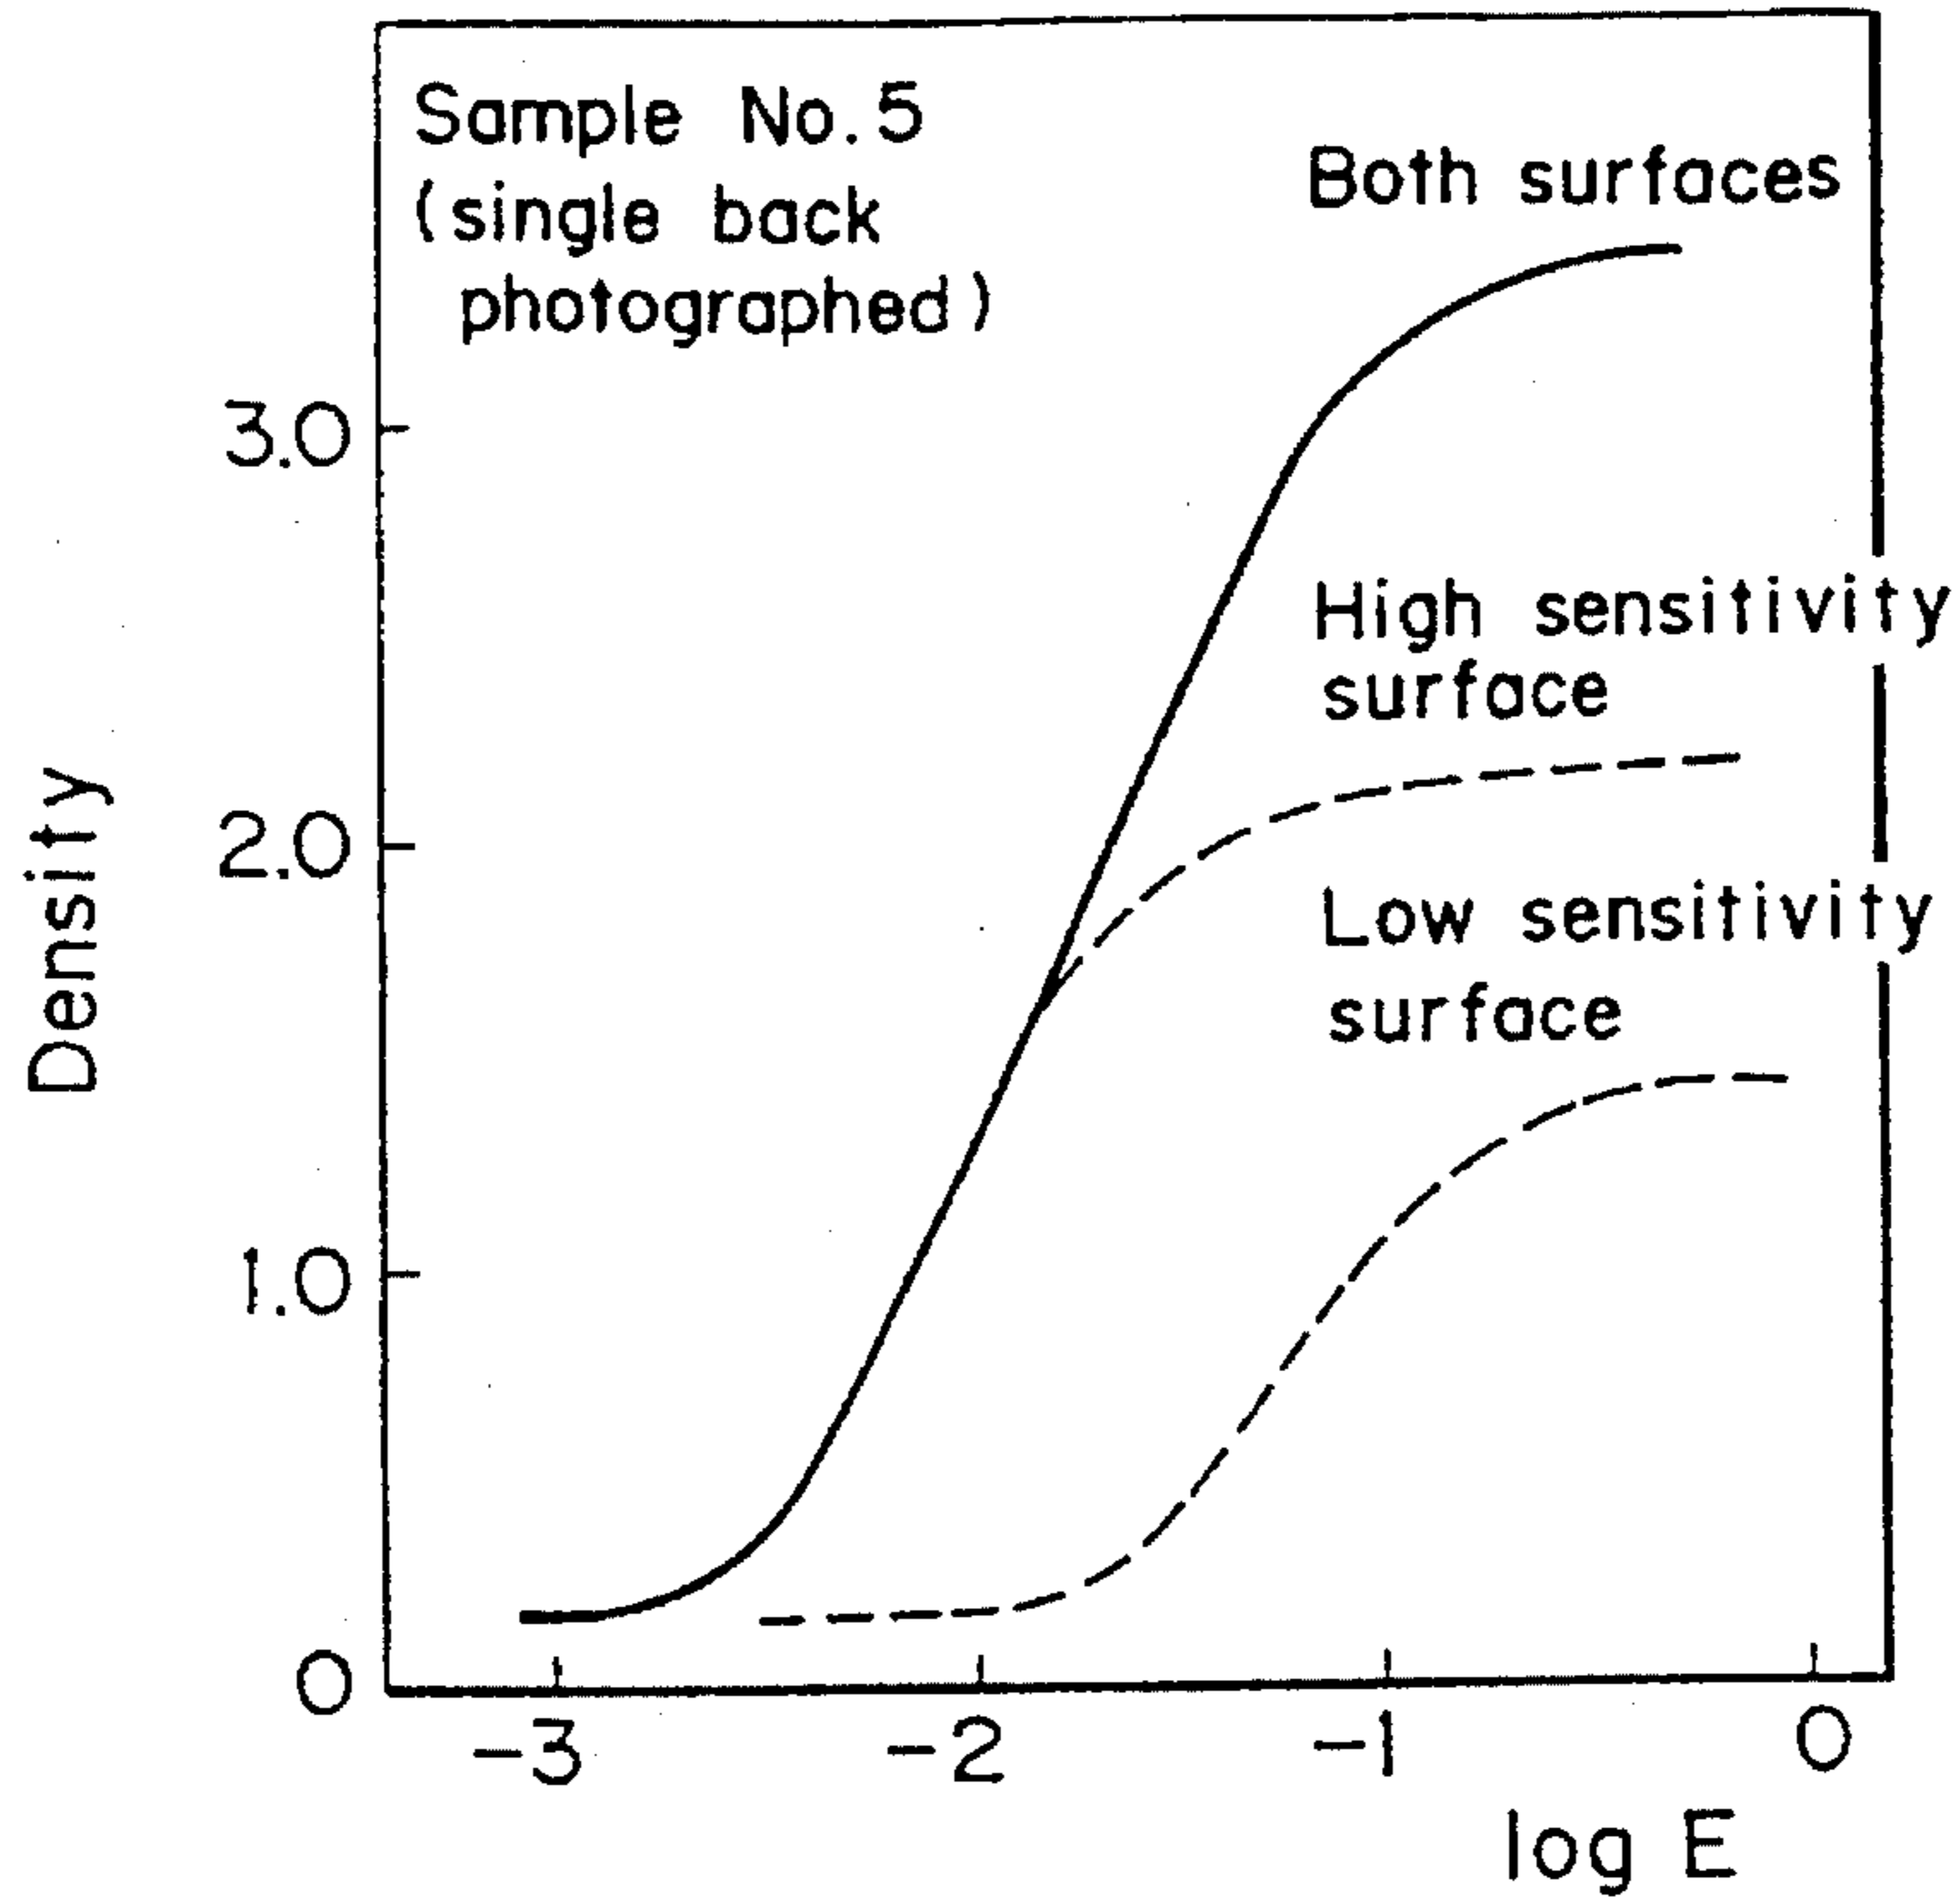 Sample No. 5
(single back
photographed)
Both surfaces
3.0
High sensitivity
surface
2.0
Low sensitivity
surface
Density
1.0
0
-3 -2 -1 0
log E